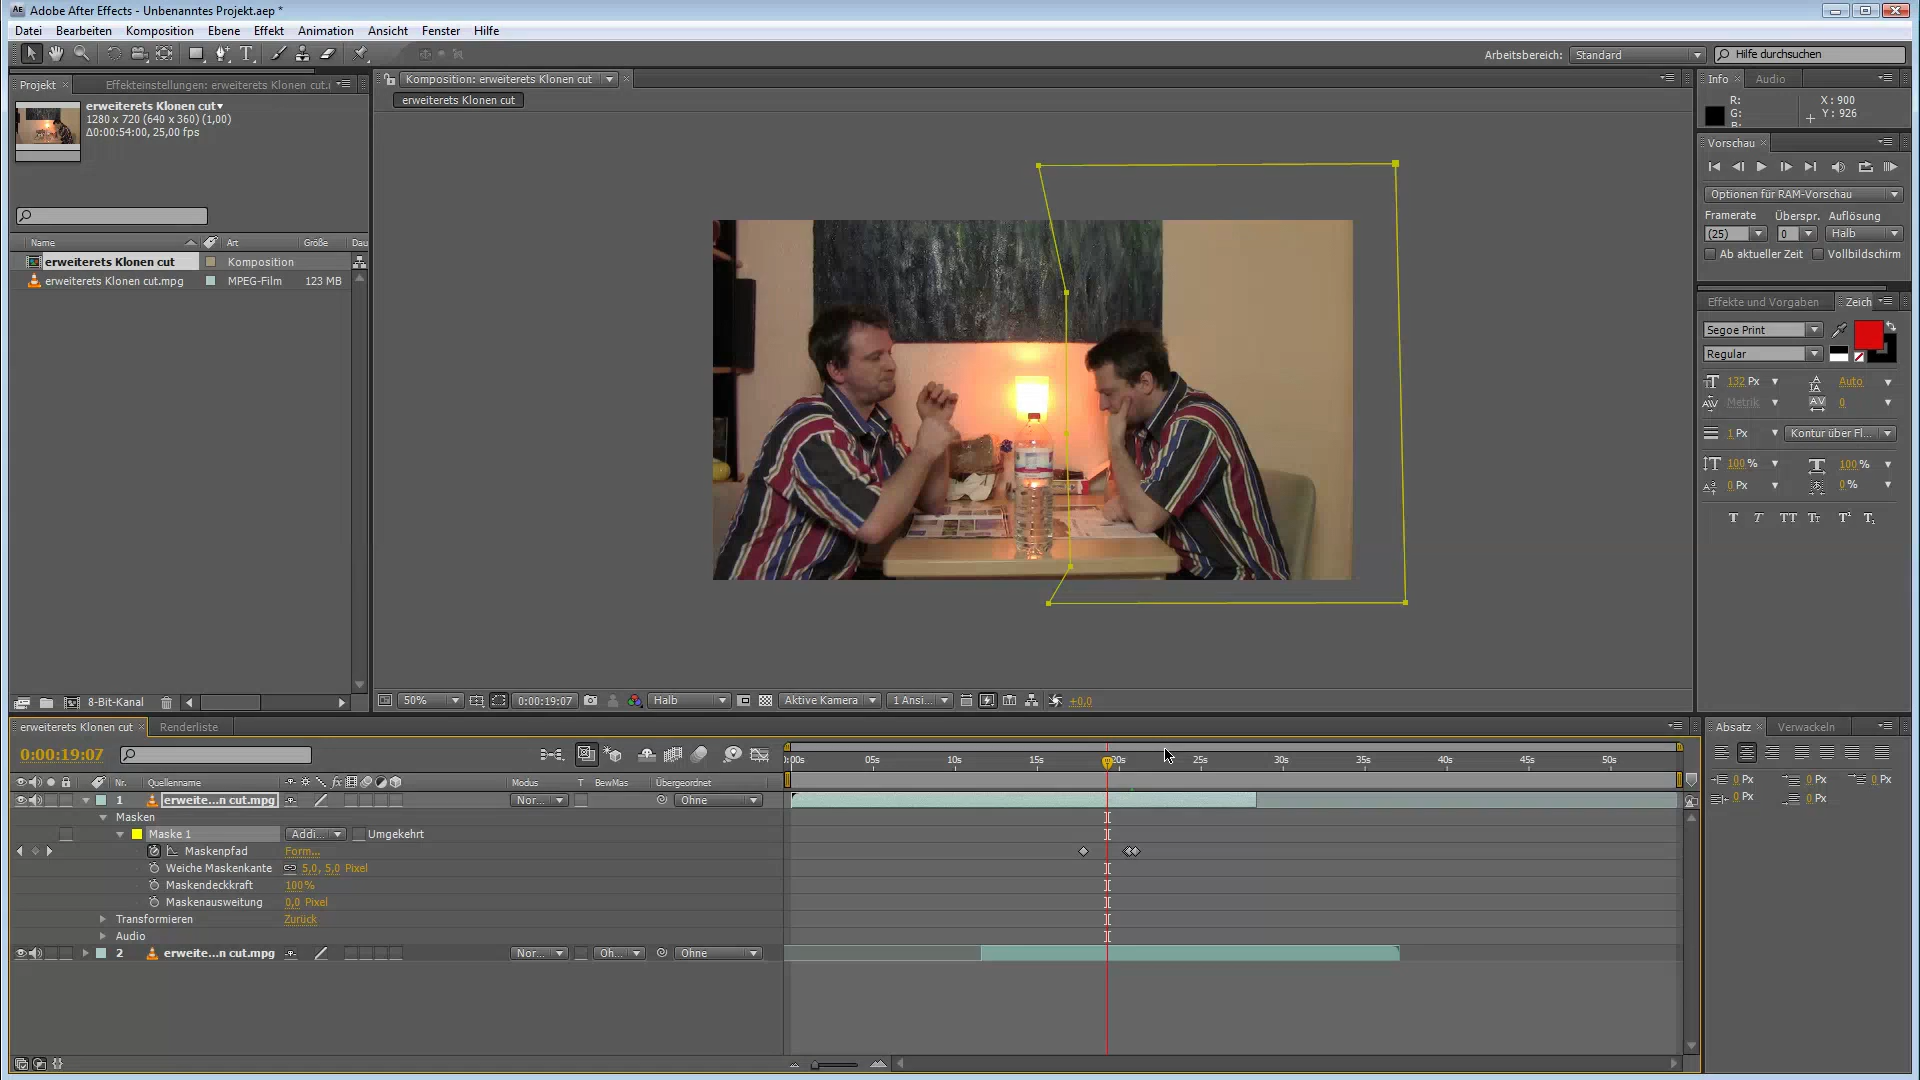 Adobe After Effects - Unbenanntes Projekt.aep *
Datei Bearbeiten Komposition Ebene Effekt Animation Ansicht Fenster Hilfe
Arbeitsbereich: Standard Hilfe durchsuchen
Projekt Effekteinstellungen: erweiterets Klonen cut.
Komposition: erweiterets Klonen cut
Info Audio
erweiterets Klonen cut
1280 x 720 (640 x 360) (1,00)
Δ0:00:54:00, 25,00 fps
erweiterets Klonen cut
R:
G:
B:
X : 900
Y : 926
Vorschau
Optionen für RAM-Vorschau
Framerate Überspr. Auflösung
(25) 0 Halb
Ab aktueller Zeit Vollbildschirm
Name Art Größe Dau
erweiterets Klonen cut Komposition
erweiterets Klonen cut.mpg MPEG-Film 123 MB
Effekte und Vorgaben Zeich
Segoe Print
Regular
132 Px Auto
Metrik 0
1 Px Kontur über Fl...
100 % 100 %
0 Px 0 %
T T TT Tt T¹ T₁
8-Bit-Kanal
50% 0:00:19:07 Halb Aktive Kamera 1 Ansi... +0,0
erweiterets Klonen cut Renderliste
Absatz Verwackeln
0:00:19:07
0:00s 05s 10s 15s 20s 25s 30s 35s 40s 45s 50s
Nr. Quellenname Modus T BewMas Übergeordnet
0 Px 0 Px 0 Px
0 Px 0 Px
1 erweite...n cut.mpg Nor... Ohne
Masken
Maske 1 Addi... Umgekehrt
Maskenpfad Form...
Weiche Maskenkante 5,0, 5,0 Pixel
Maskendeckkraft 100%
Maskenausweitung 0,0 Pixel
Transformieren Zurück
Audio
2 erweite...n cut.mpg Nor... Oh... Ohne